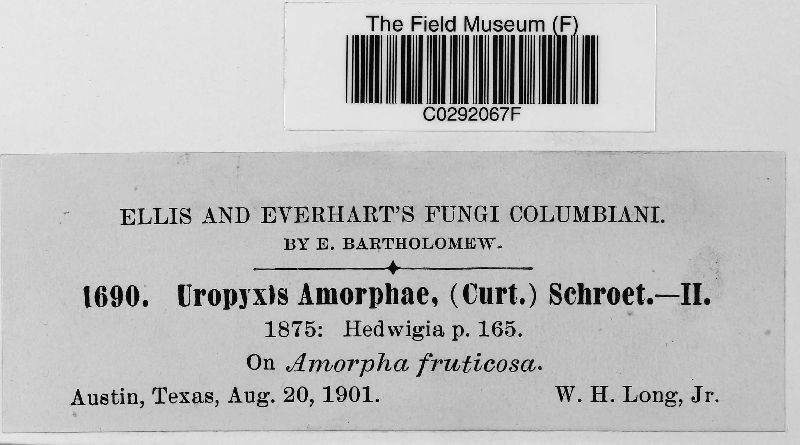 The Field Museum (F)
C0292067F
ELLIS AND EVERHART'S FUNGI COLUMBIANI.
BY E. BARTHOLOMEW.
1690. Uropyxis Amorphae, (Curt.) Schroet.—II.
1875: Hedwigia p. 165.
On Amorpha fruticosa.
Austin, Texas, Aug. 20, 1901. W. H. Long, Jr.